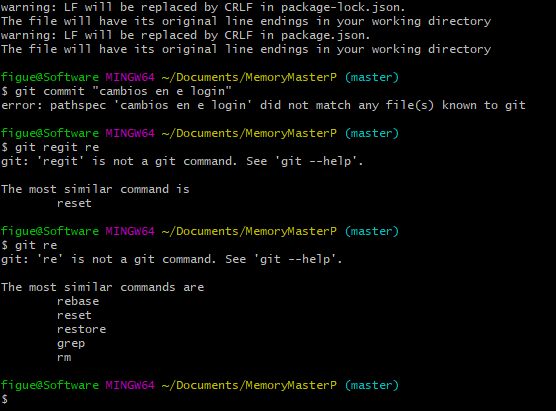 warning: LF will be replaced by CRLF in package-lock.json.
The file will have its original line endings in your working directory
warning: LF will be replaced by CRLF in package.json.
The file will have its original line endings in your working directory
figue@Software MINGW64 ~/Documents/MemoryMasterP (master)
$ git commit "cambios en e login"
error: pathspec 'cambios en e login' did not match any file(s) known to git
figue@Software MINGW64 ~/Documents/MemoryMasterP (master)
$ git regit re
git: 'regit' is not a git command. See 'git --help'.
The most similar command is
reset
figue@Software MINGW64 ~/Documents/MemoryMasterP (master)
$ git re
git: 're' is not a git command. See 'git --help'.
The most similar commands are
rebase
reset
restore
grep
rm
figue@Software MINGW64 ~/Documents/MemoryMasterP (master)
$